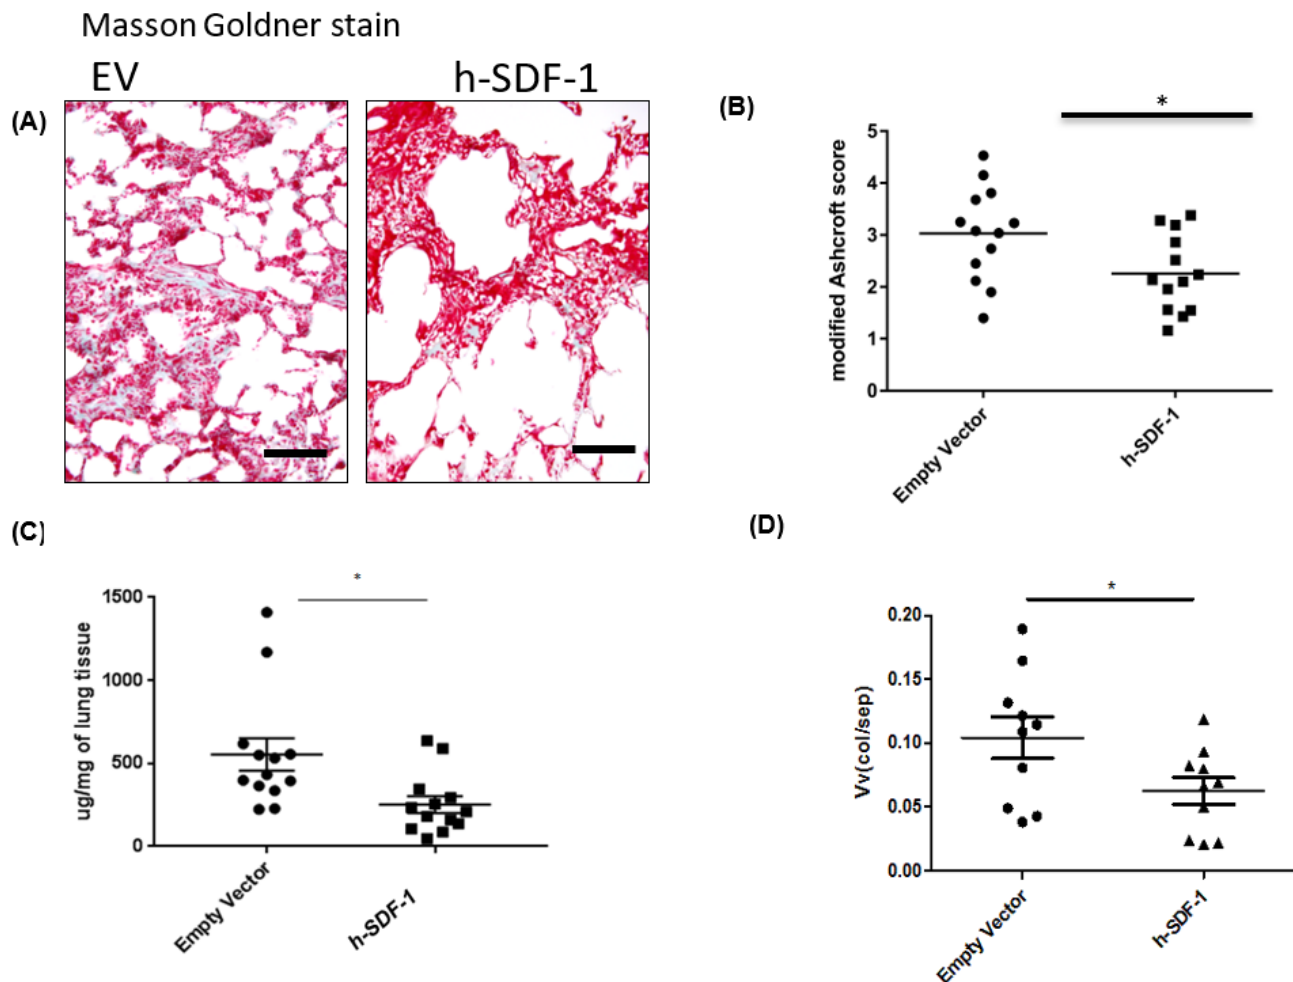 Masson Goldner stain
EV
h-SDF-1
(A)
(B)
*
modified Ashcroft score
5
4
3
2
1
0
Empty Vector
h-SDF-1
(C)
*
ug/mg of lung tissue
1500
1000
500
0
Empty Vector
h-SDF-1
(D)
*
Vv(col/sep)
0.20
0.15
0.10
0.05
0.00
Empty Vector
h-SDF-1